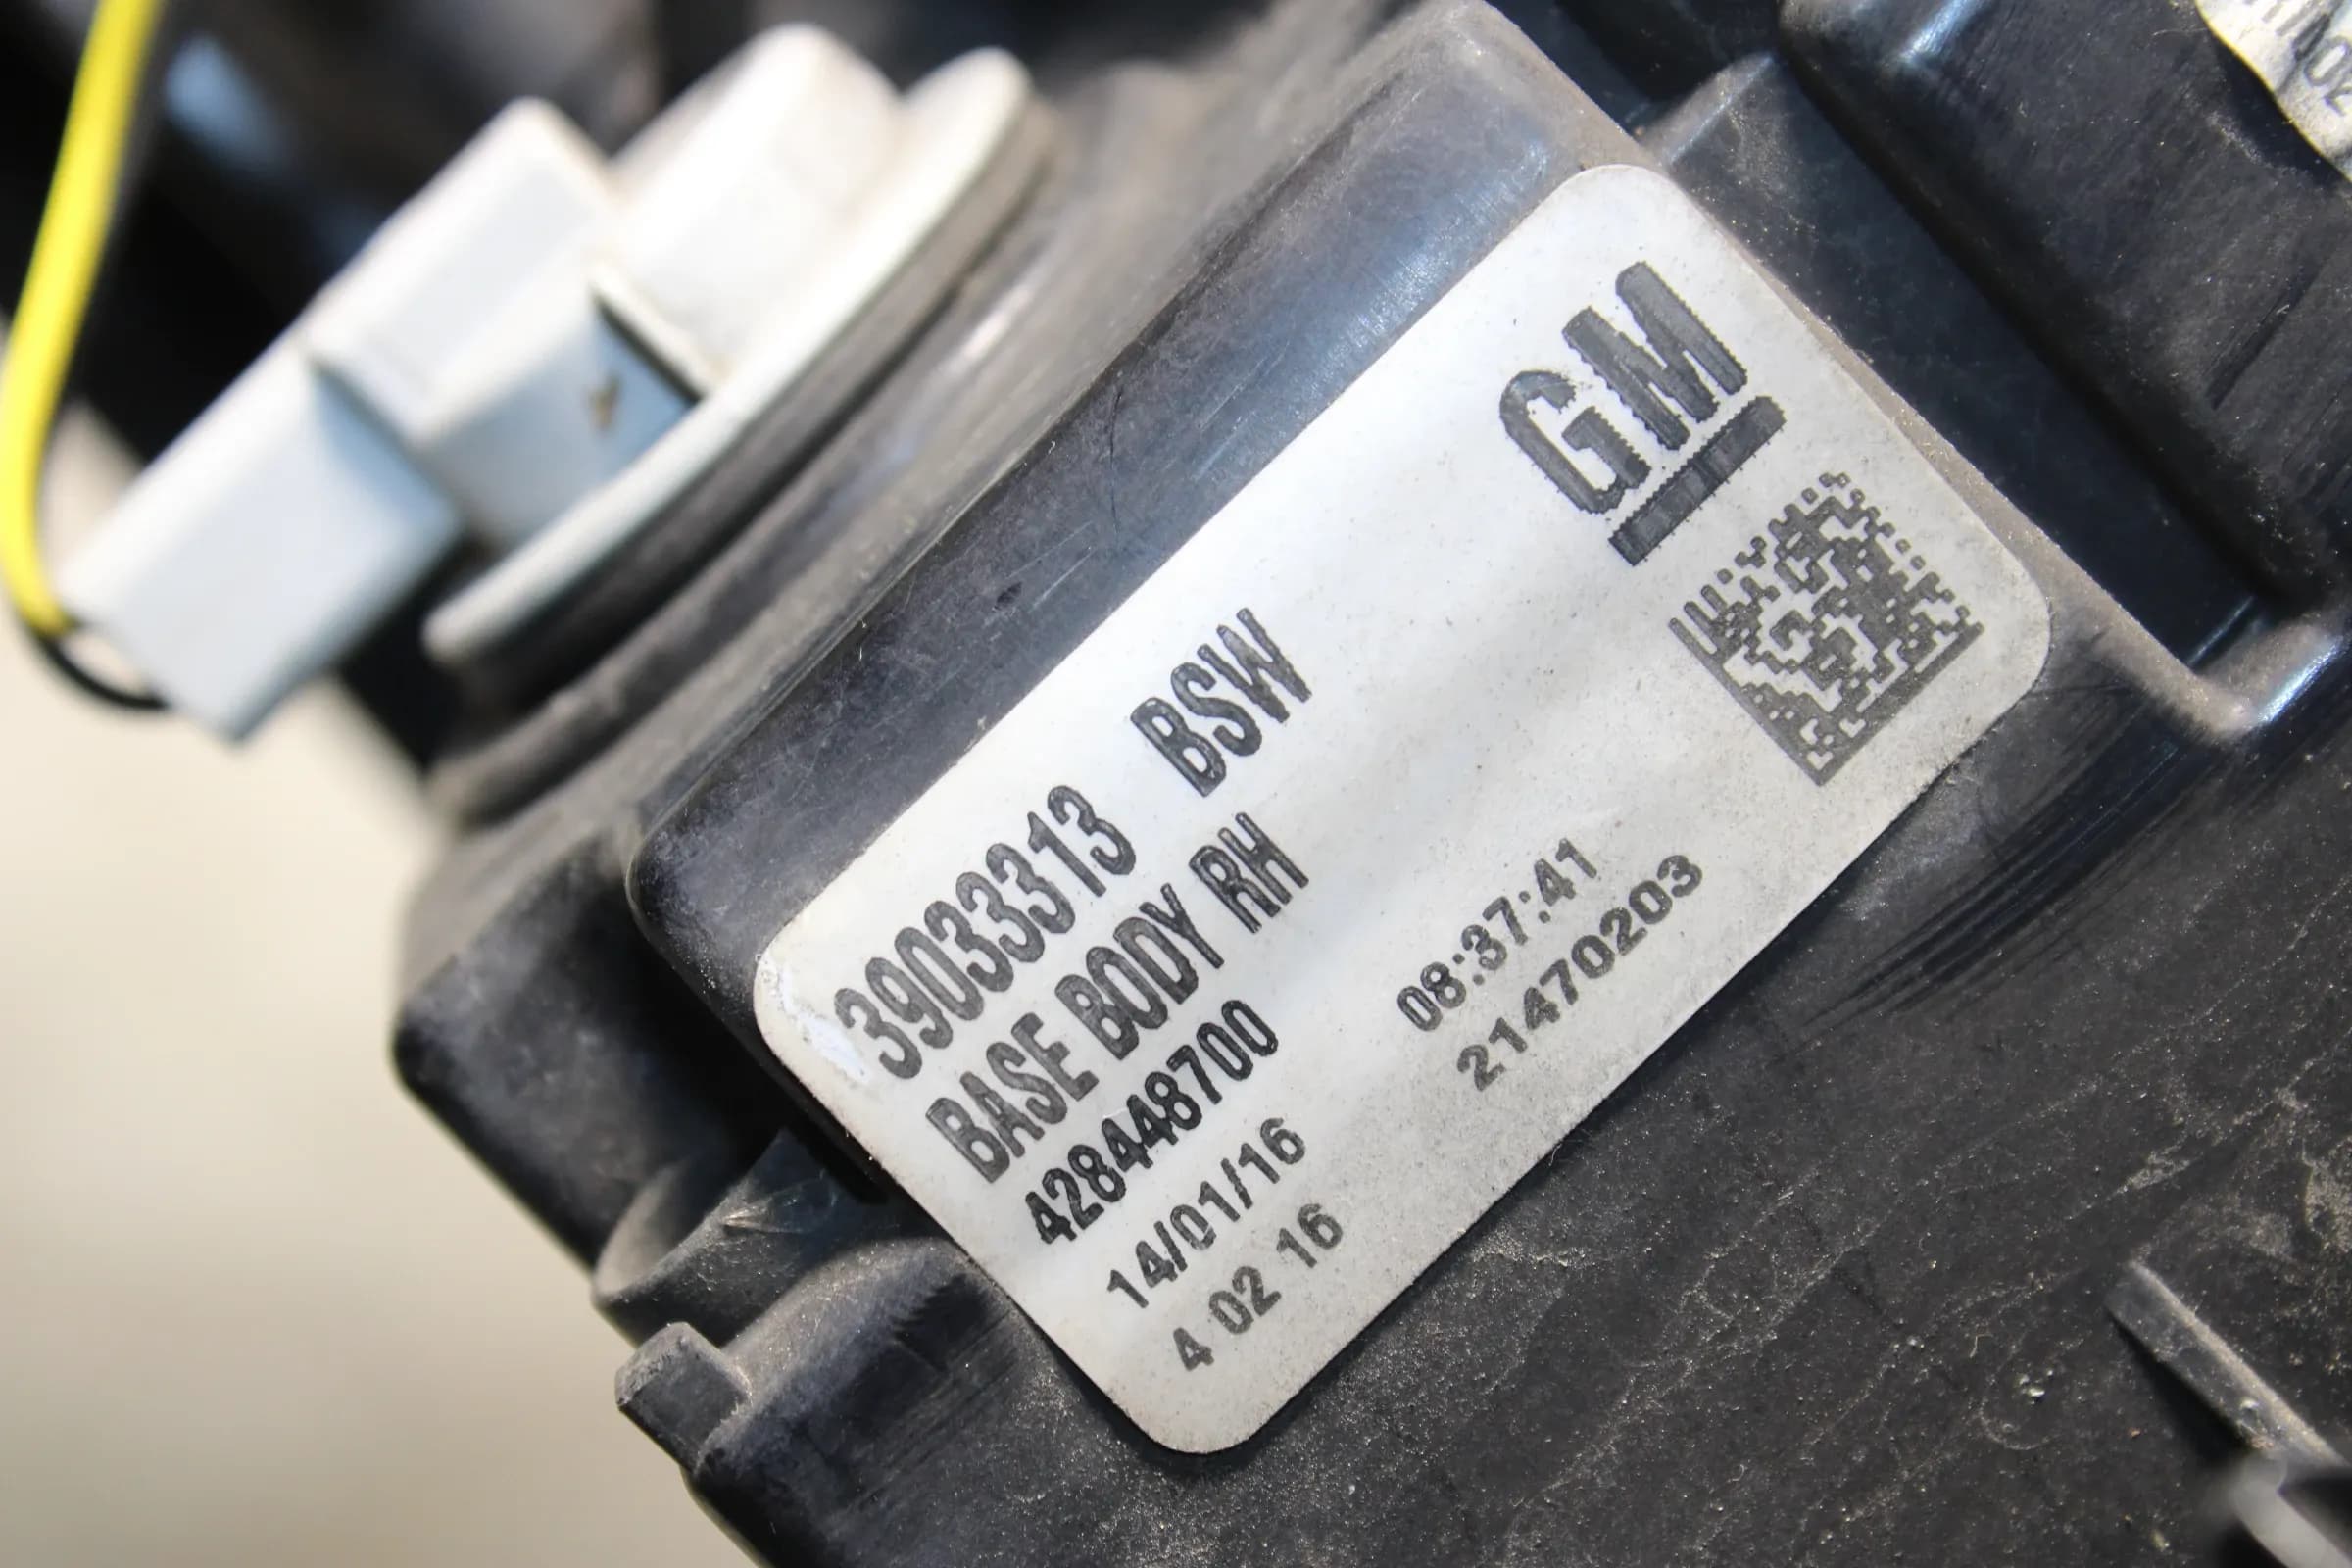 GM
39033313 BSW
BASE BODY RH
428448700
14/01/16 08:37:41
4 02 16 21470203